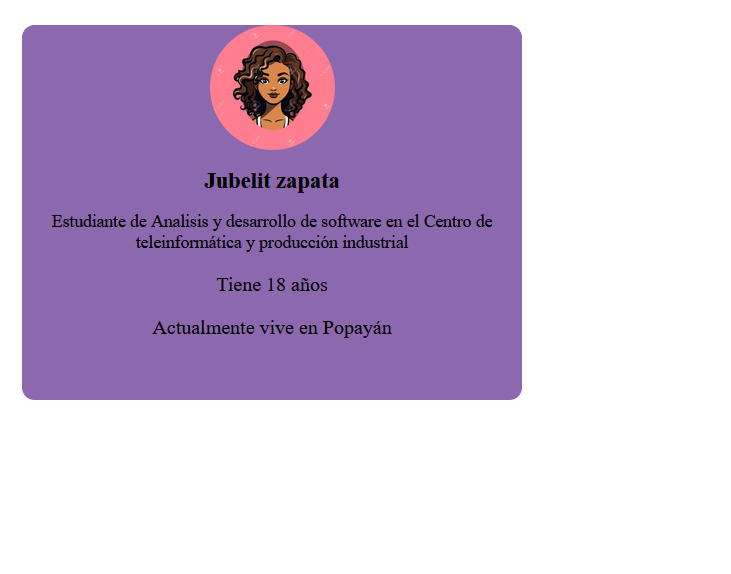 Jubelit zapata
Estudiante de Analisis y desarrollo de software en el Centro de
teleinformática y producción industrial
Tiene 18 años
Actualmente vive en Popayán